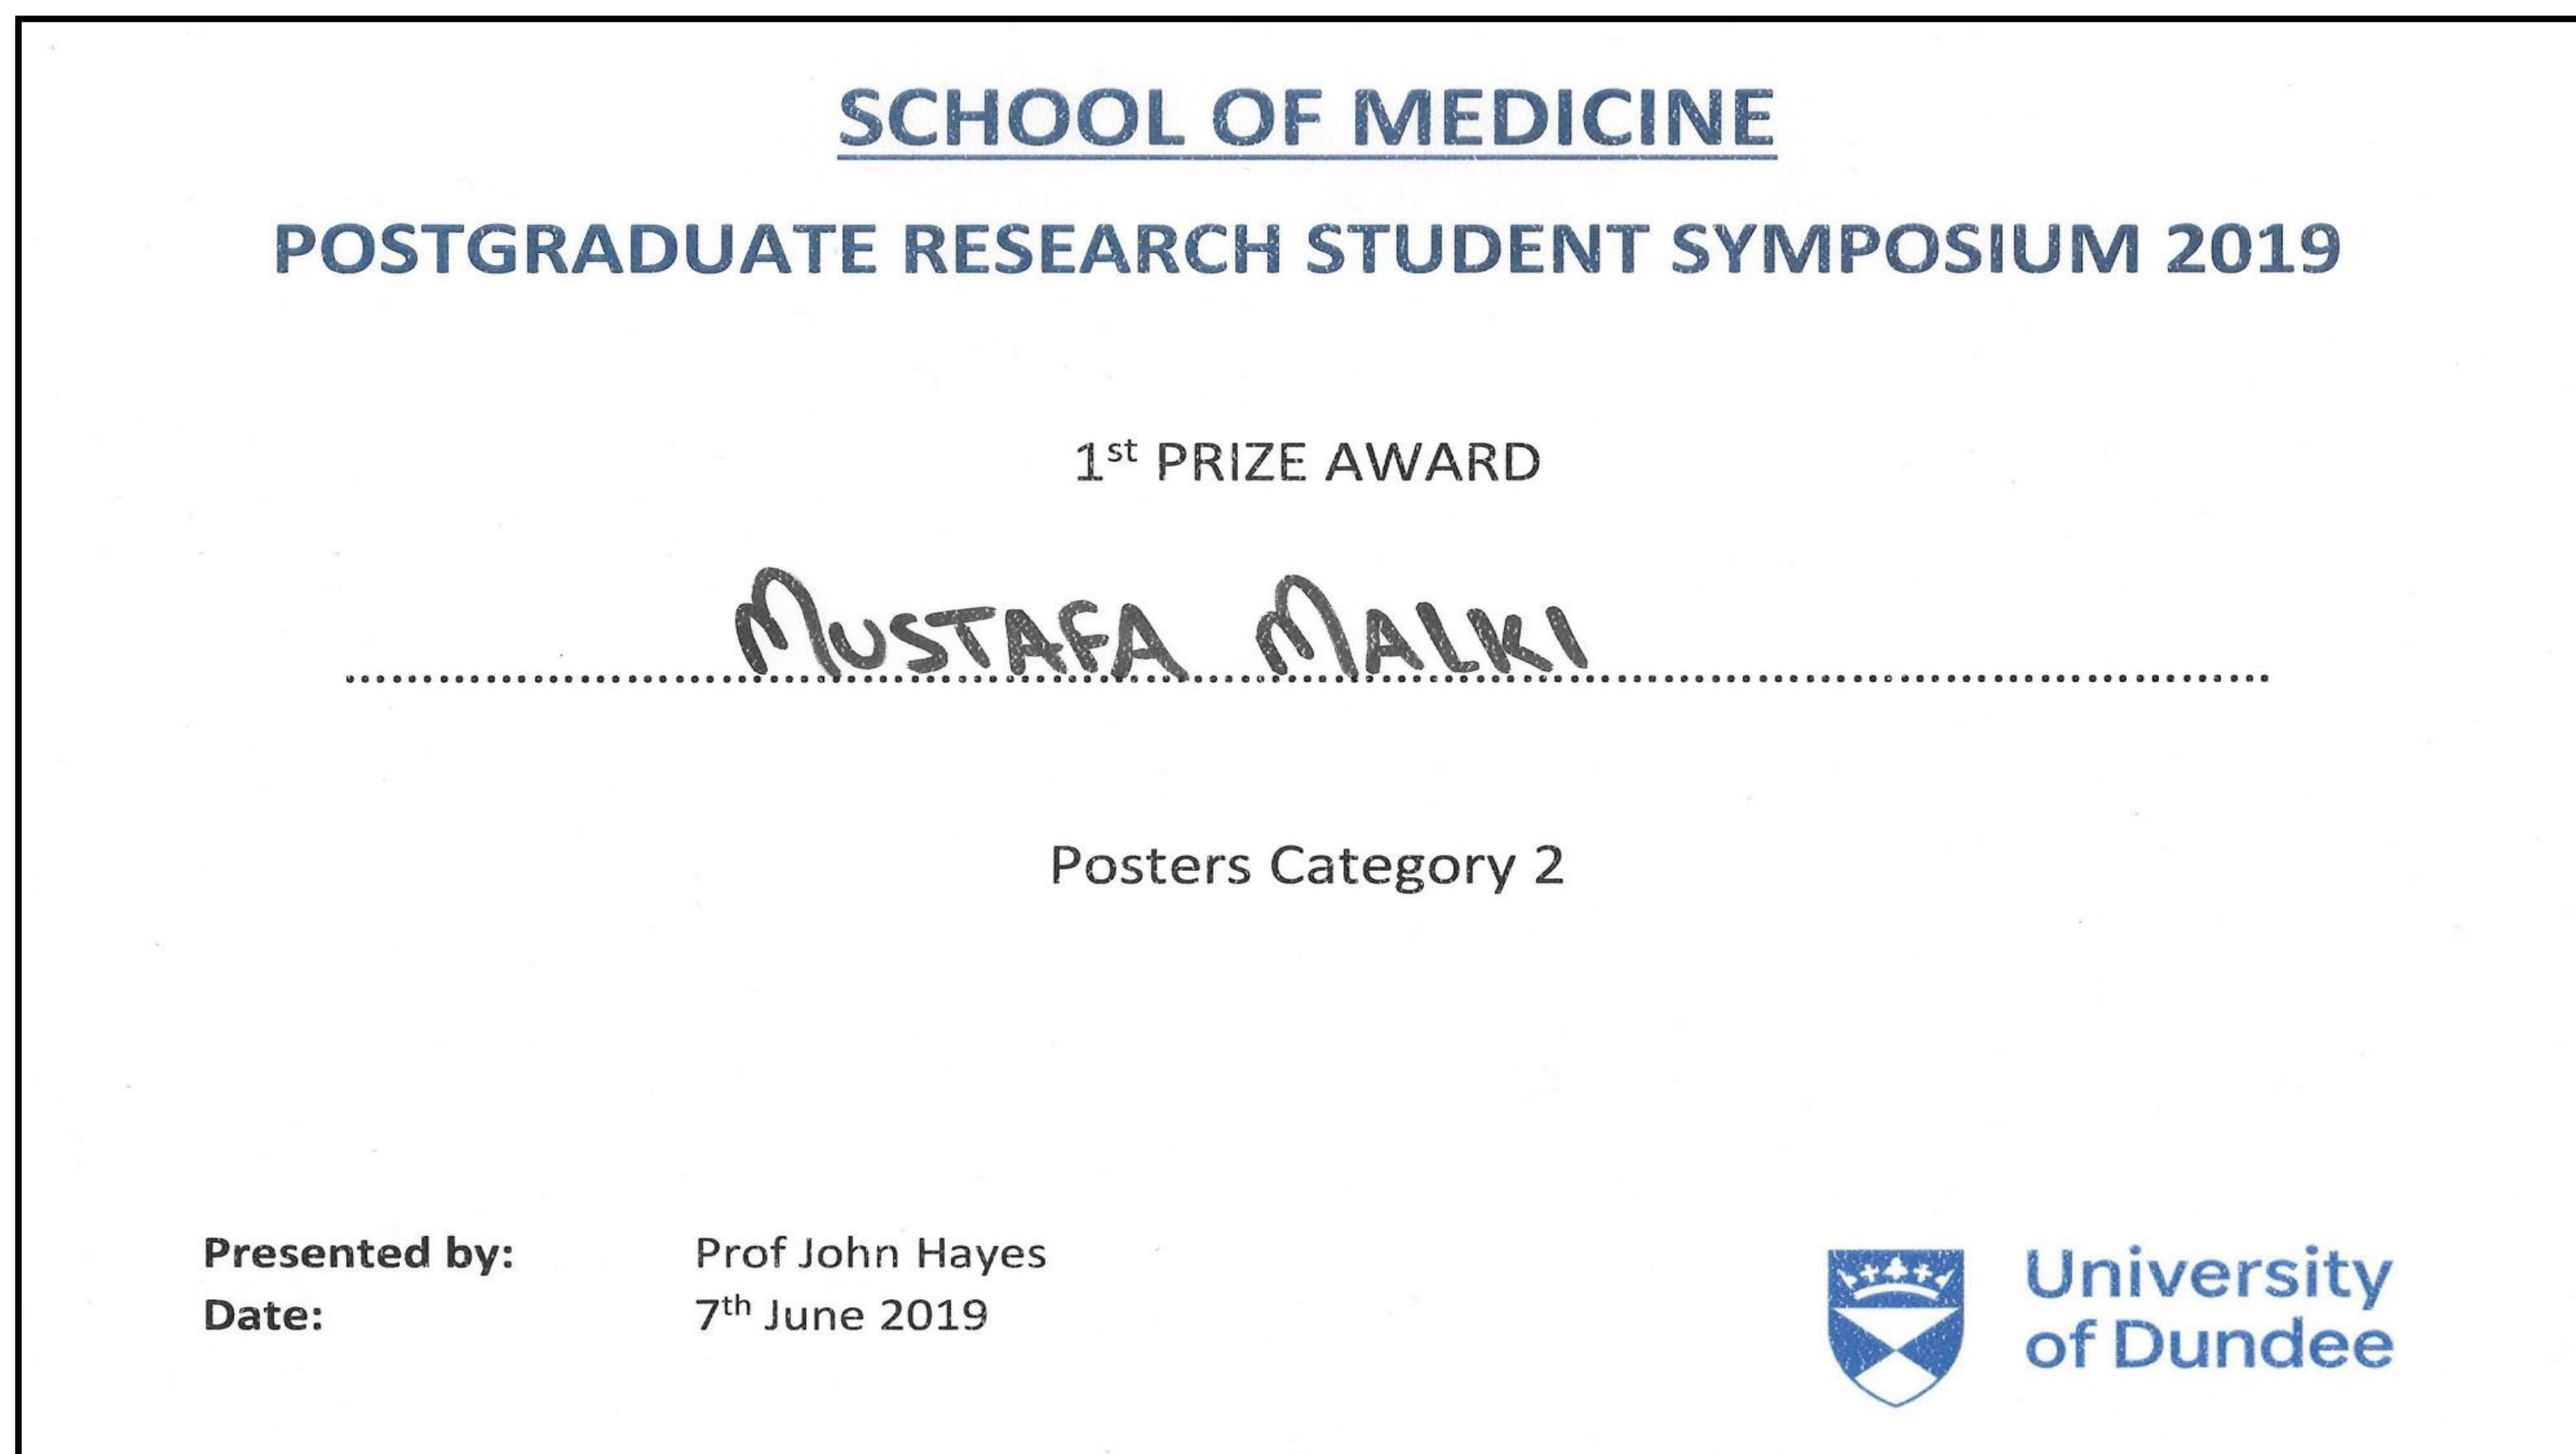 SCHOOL OF MEDICINE
POSTGRADUATE RESEARCH STUDENT SYMPOSIUM 2019
1st PRIZE AWARD
MUSTAFA MALKI
Posters Category 2
Presented by: Prof John Hayes
Date: 7th June 2019
University
of Dundee